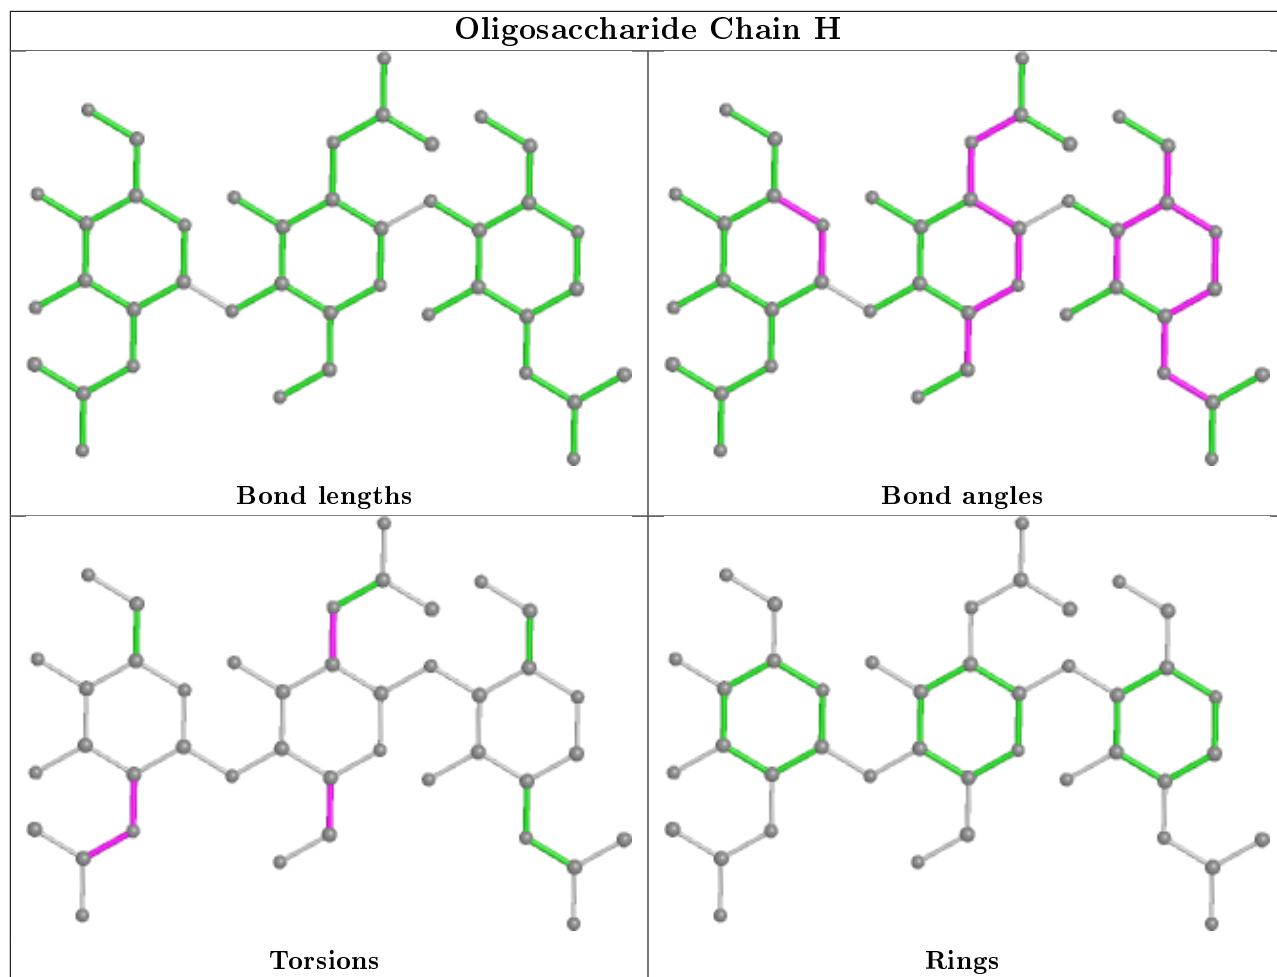 Oligosaccharide Chain H
Bond lengths
Bond angles
Torsions
Rings